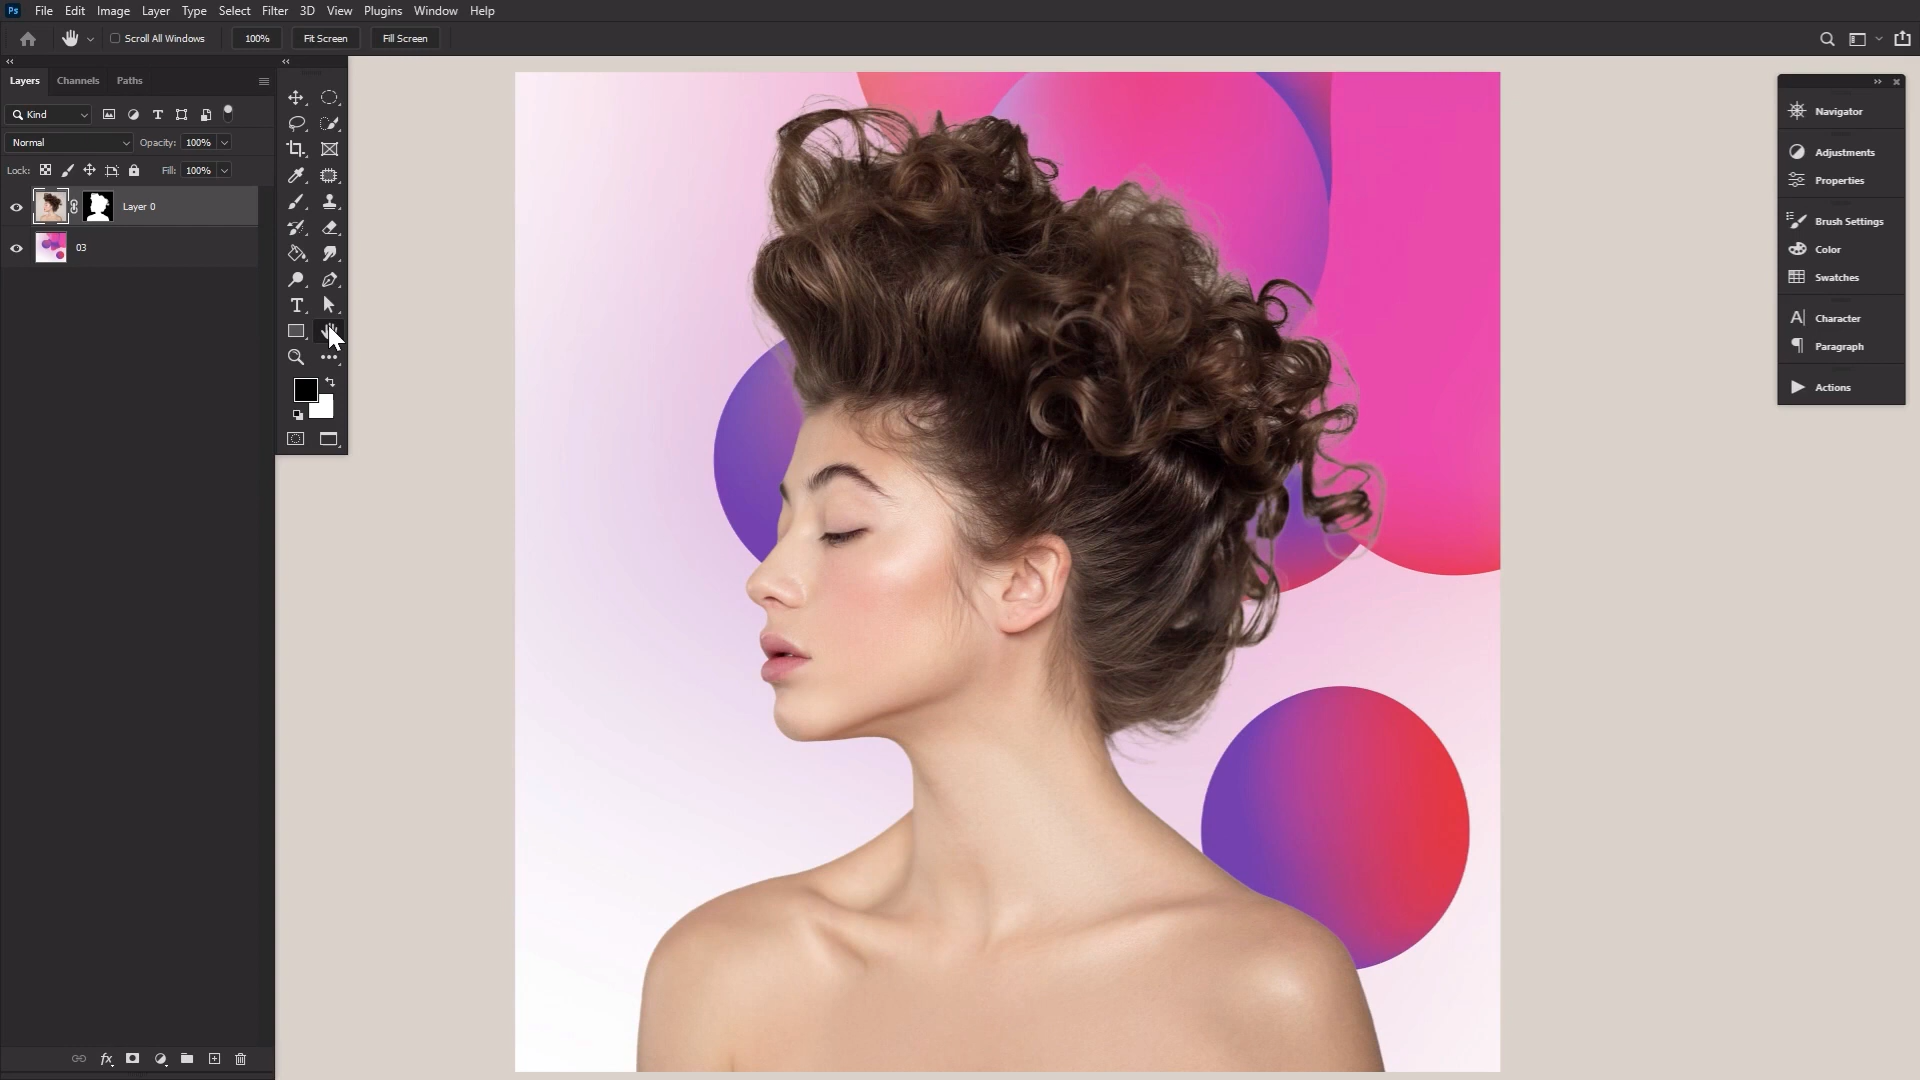 Ps File Edit Image Layer Type Select Filter 3D View Plugins Window Help
Scroll All Windows 100% Fit Screen Fill Screen
Layers Channels Paths
Kind
Normal Opacity: 100%
Lock: Fill: 100%
Layer 0
03
fx
Navigator
Adjustments
Properties
Brush Settings
Color
Swatches
Character
Paragraph
Actions